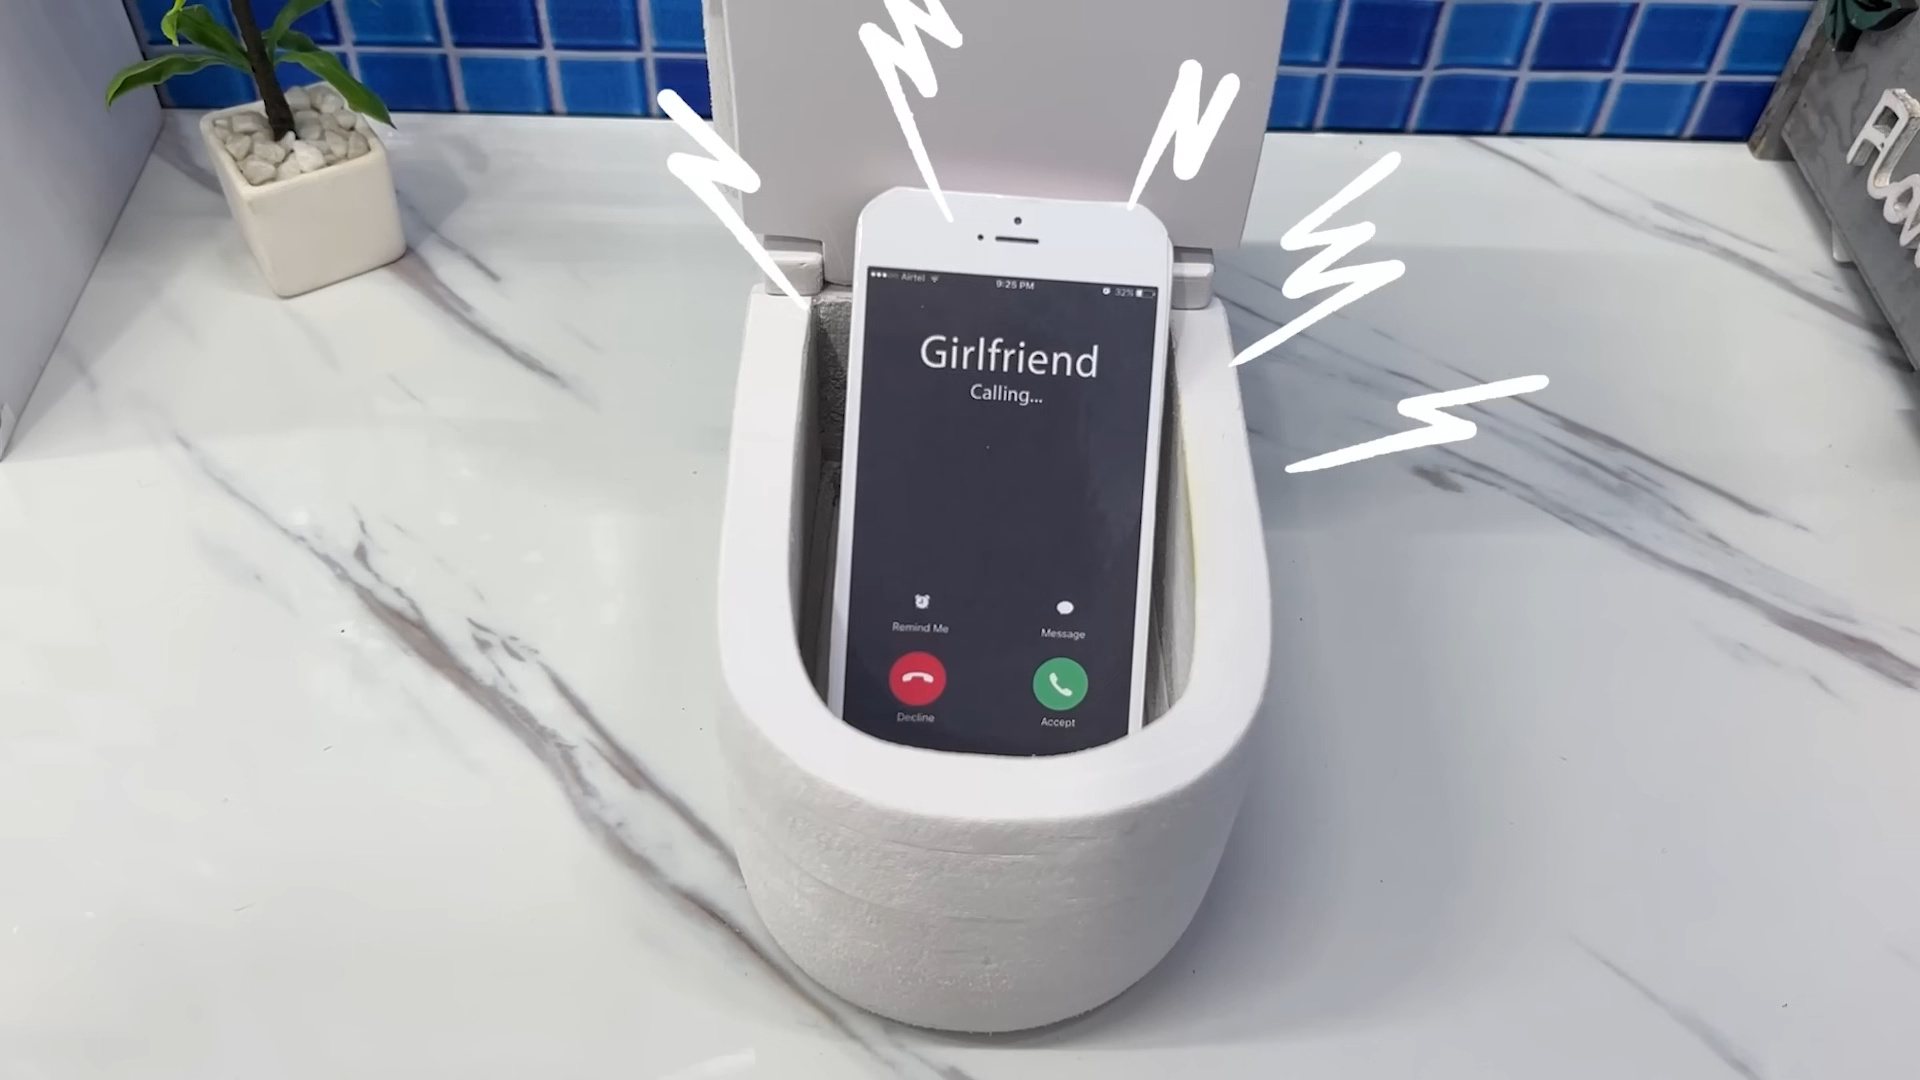 Airtel 9:25 PM 32%
Girlfriend
Calling...
Remind Me Message
Decline Accept